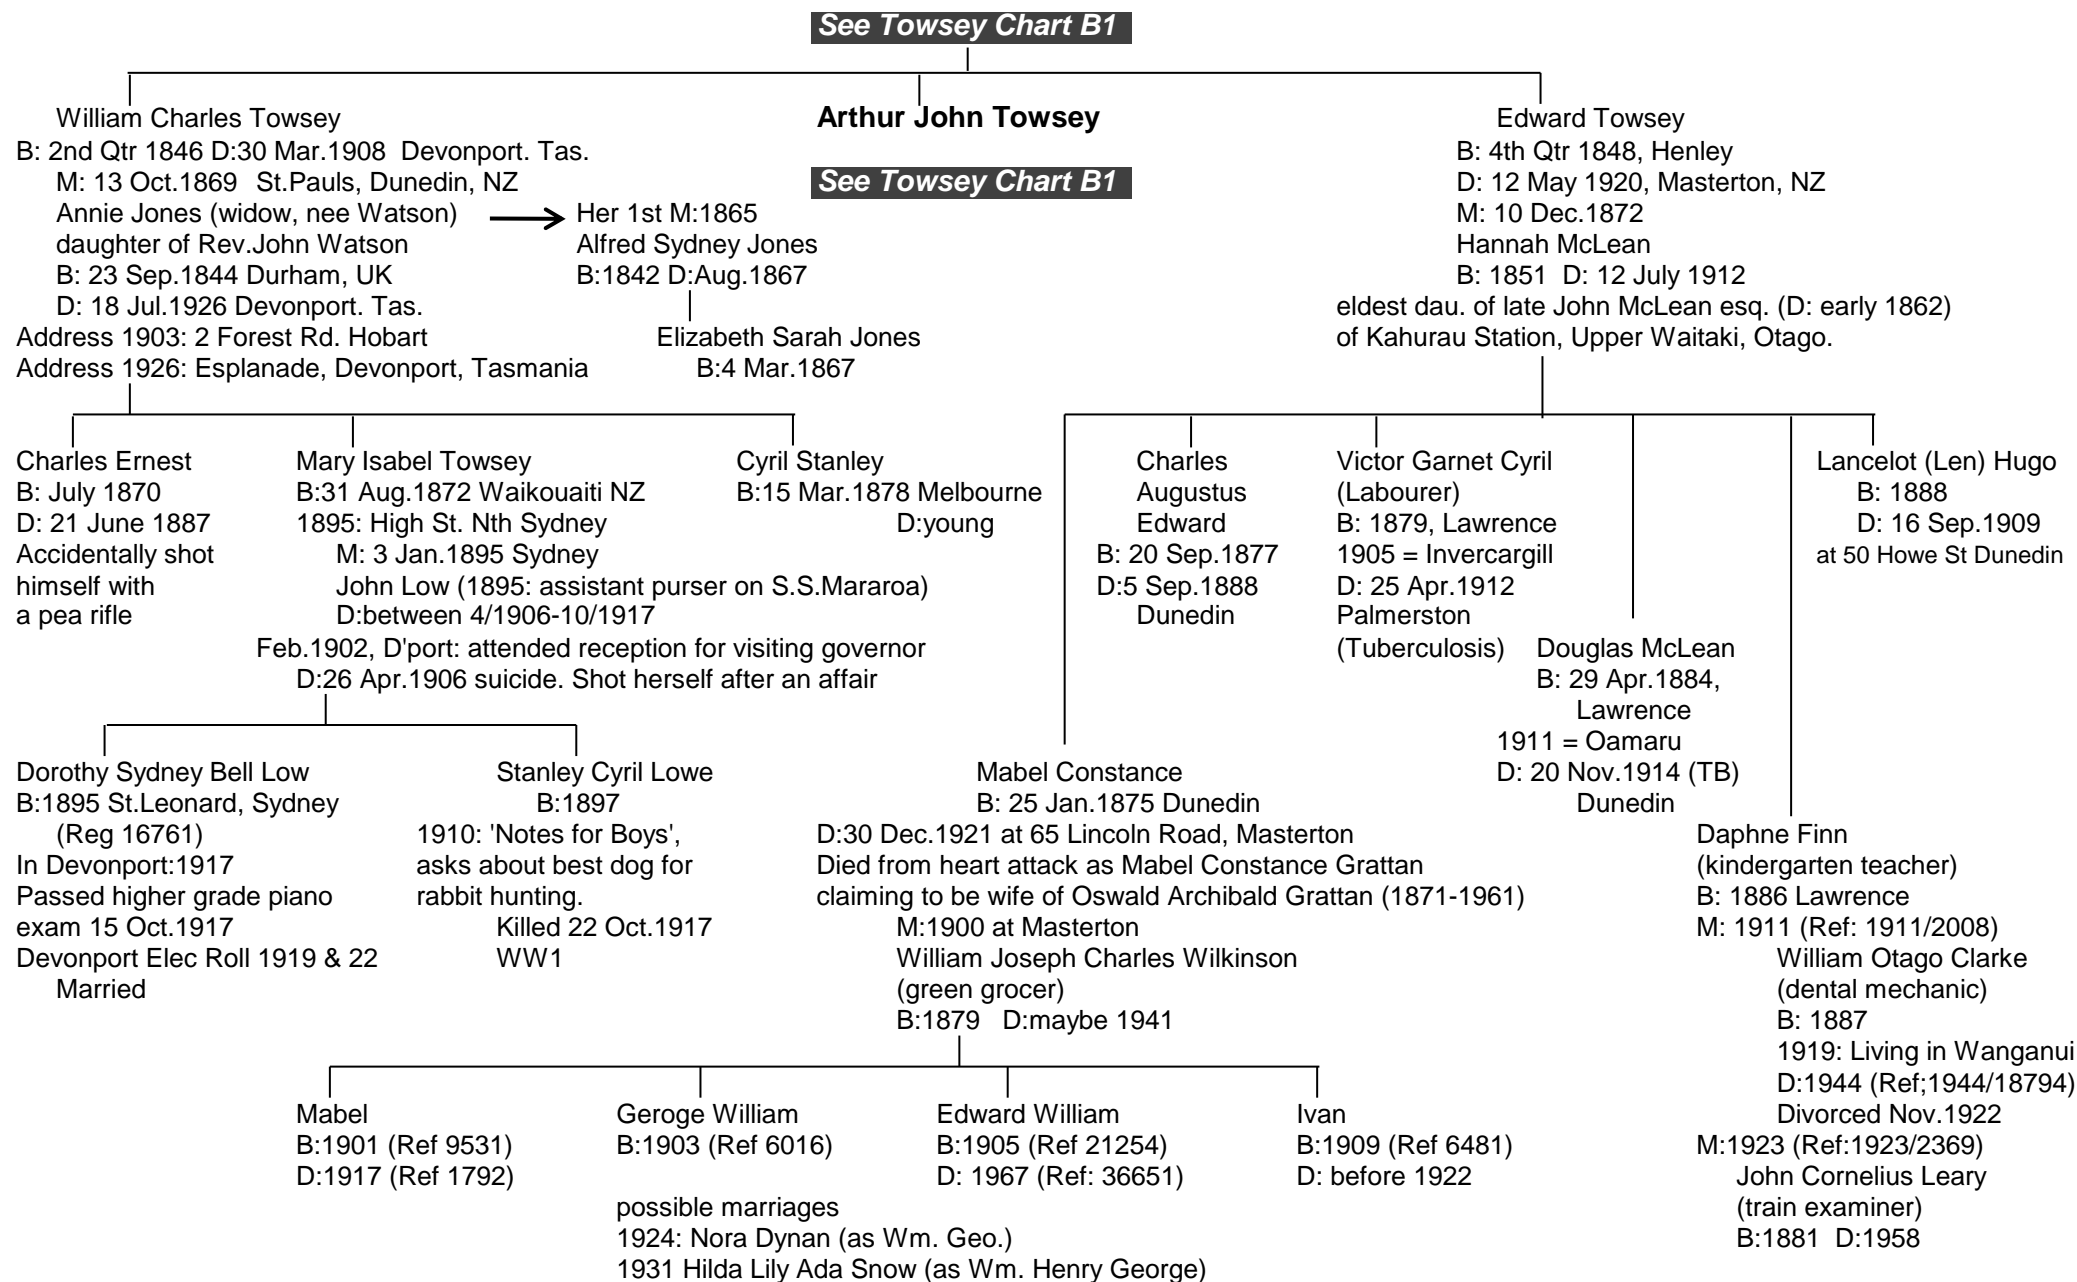 See Towsey Chart B1
William Charles Towsey
B: 2nd Qtr 1846 D:30 Mar.1908 Devonport. Tas.
M: 13 Oct.1869 St.Pauls, Dunedin, NZ
Annie Jones (widow, nee Watson)
daughter of Rev.John Watson
B: 23 Sep.1844 Durham, UK
D: 18 Jul.1926 Devonport. Tas.
Address 1903: 2 Forest Rd. Hobart
Address 1926: Esplanade, Devonport, Tasmania
Her 1st M:1865
Alfred Sydney Jones
B:1842 D:Aug.1867
Elizabeth Sarah Jones
B:4 Mar.1867
Arthur John Towsey
See Towsey Chart B1
Edward Towsey
B: 4th Qtr 1848, Henley
D: 12 May 1920, Masterton, NZ
M: 10 Dec.1872
Hannah McLean
B: 1851 D: 12 July 1912
eldest dau. of late John McLean esq. (D: early 1862)
of Kahurau Station, Upper Waitaki, Otago.
Charles Ernest
B: July 1870
D: 21 June 1887
Accidentally shot
himself with
a pea rifle
Mary Isabel Towsey
B:31 Aug.1872 Waikouaiti NZ
1895: High St. Nth Sydney
M: 3 Jan.1895 Sydney
John Low (1895: assistant purser on S.S.Mararoa)
D:between 4/1906-10/1917
Feb.1902, D'port: attended reception for visiting governor
D:26 Apr.1906 suicide. Shot herself after an affair
Cyril Stanley
B:15 Mar.1878 Melbourne
D:young
Charles
Augustus
Edward
B: 20 Sep.1877
D:5 Sep.1888
Dunedin
Victor Garnet Cyril
(Labourer)
B: 1879, Lawrence
1905 = Invercargill
D: 25 Apr.1912
Palmerston
(Tuberculosis)
Douglas McLean
B: 29 Apr.1884,
Lawrence
1911 = Oamaru
D: 20 Nov.1914 (TB)
Dunedin
Lancelot (Len) Hugo
B: 1888
D: 16 Sep.1909
at 50 Howe St Dunedin
Dorothy Sydney Bell Low
B:1895 St.Leonard, Sydney
(Reg 16761)
In Devonport:1917
Passed higher grade piano
exam 15 Oct.1917
Devonport Elec Roll 1919 & 22
Married
Stanley Cyril Lowe
B:1897
1910: 'Notes for Boys',
asks about best dog for
rabbit hunting.
Killed 22 Oct.1917
WW1
Mabel Constance
B: 25 Jan.1875 Dunedin
D:30 Dec.1921 at 65 Lincoln Road, Masterton
Died from heart attack as Mabel Constance Grattan
claiming to be wife of Oswald Archibald Grattan (1871-1961)
M:1900 at Masterton
William Joseph Charles Wilkinson
(green grocer)
B:1879 D:maybe 1941
Daphne Finn
(kindergarten teacher)
B: 1886 Lawrence
M: 1911 (Ref: 1911/2008)
William Otago Clarke
(dental mechanic)
B: 1887
1919: Living in Wanganui
D:1944 (Ref;1944/18794)
Divorced Nov.1922
M:1923 (Ref:1923/2369)
John Cornelius Leary
(train examiner)
B:1881 D:1958
Mabel
B:1901 (Ref 9531)
D:1917 (Ref 1792)
Geroge William
B:1903 (Ref 6016)
possible marriages
1924: Nora Dynan (as Wm. Geo.)
1931 Hilda Lily Ada Snow (as Wm. Henry George)
Edward William
B:1905 (Ref 21254)
D: 1967 (Ref: 36651)
Ivan
B:1909 (Ref 6481)
D: before 1922